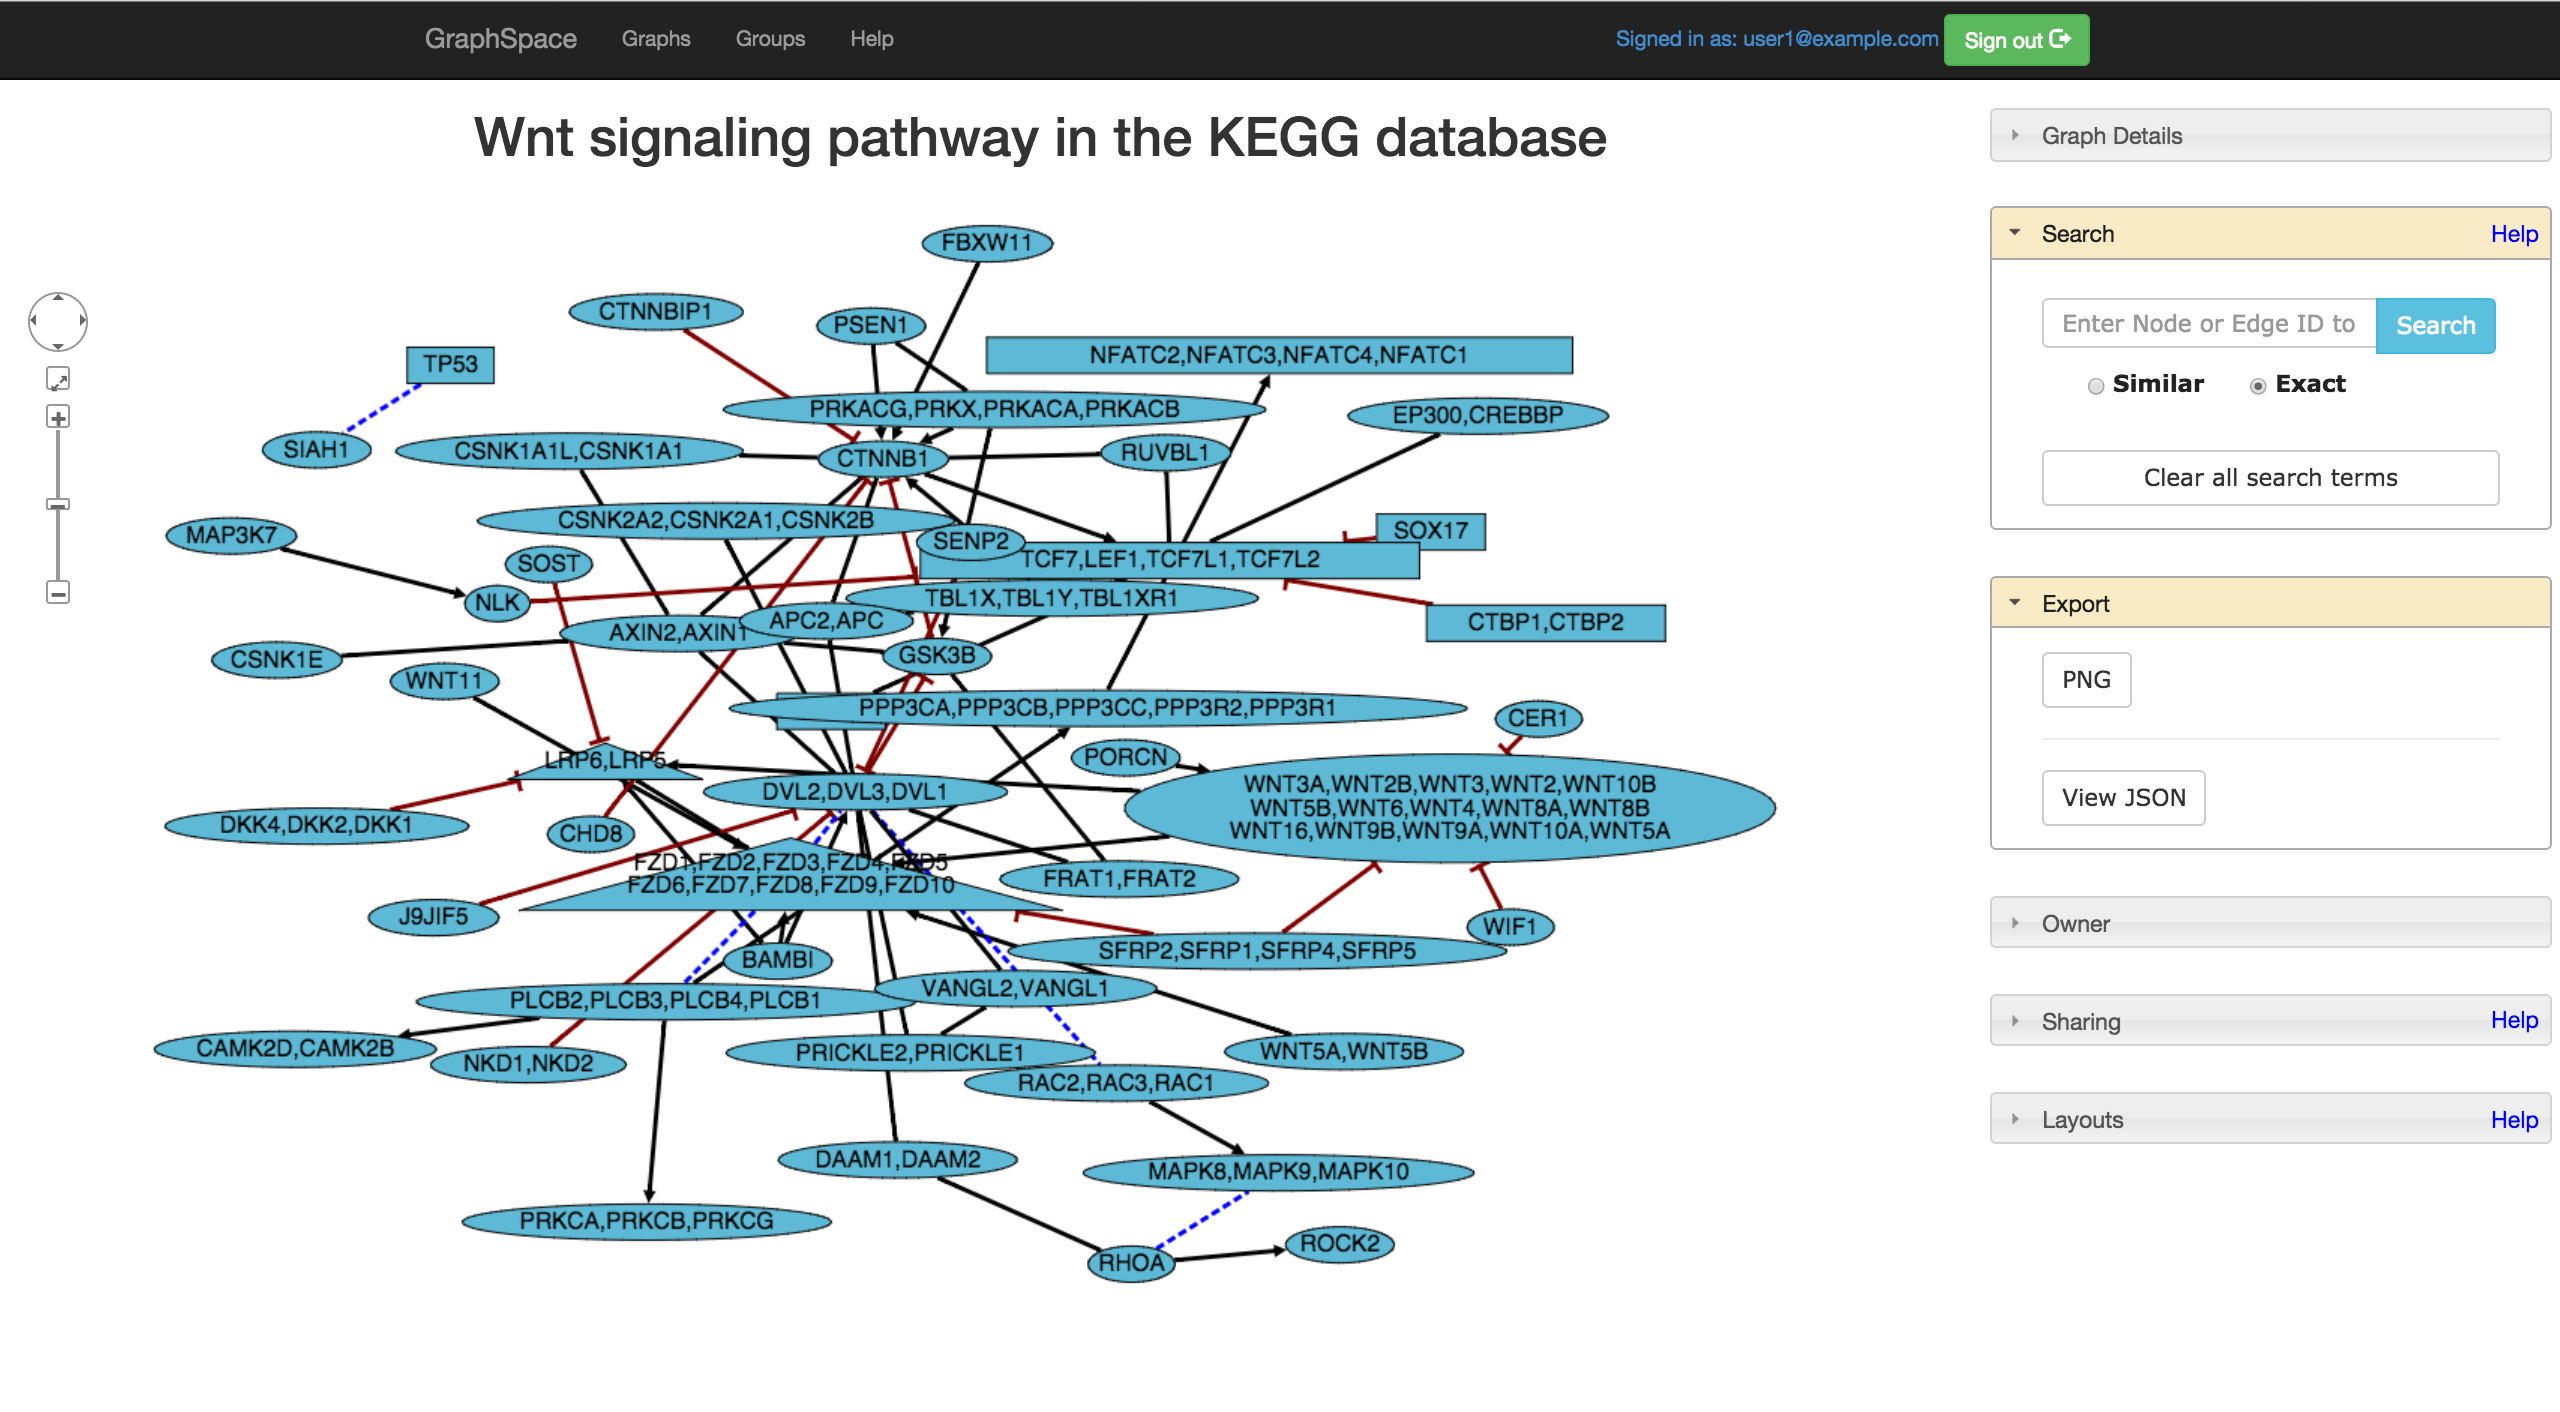 GraphSpace Graphs Groups Help
Signed in as: user1@example.com Sign out
Wnt signaling pathway in the KEGG database
FBXW11
CTNNBIP1
PSEN1
TP53
NFATC2,NFATC3,NFATC4,NFATC1
PRKACG,PRKX,PRKACA,PRKACB
EP300,CREBBP
SIAH1
CSNK1A1L,CSNK1A1
CTNNB1
RUVBL1
CSNK2A2,CSNK2A1,CSNK2B
MAP3K7
SENP2
SOX17
TCF7,LEF1,TCF7L1,TCF7L2
SOST
NLK
TBL1X,TBL1Y,TBL1XR1
APC2,APC
CTBP1,CTBP2
AXIN2,AXIN1
CSNK1E
GSK3B
WNT11
PPP3CA,PPP3CB,PPP3CC,PPP3R2,PPP3R1
CER1
LRP6,LRP5
PORCN
DVL2,DVL3,DVL1
WNT3A,WNT2B,WNT3,WNT2,WNT10B
WNT5B,WNT6,WNT4,WNT8A,WNT8B
WNT16,WNT9B,WNT9A,WNT10A,WNT5A
DKK4,DKK2,DKK1
CHD8
FZD1,FZD2,FZD3,FZD4,FZD5
FZD6,FZD7,FZD8,FZD9,FZD10
FRAT1,FRAT2
J9JIF5
WIF1
SFRP2,SFRP1,SFRP4,SFRP5
BAMBI
VANGL2,VANGL1
PLCB2,PLCB3,PLCB4,PLCB1
CAMK2D,CAMK2B
NKD1,NKD2
PRICKLE2,PRICKLE1
WNT5A,WNT5B
RAC2,RAC3,RAC1
DAAM1,DAAM2
MAPK8,MAPK9,MAPK10
PRKCA,PRKCB,PRKCG
ROCK2
RHOA
Graph Details
Search Help
Enter Node or Edge ID to Search
Similar Exact
Clear all search terms
Export
PNG
View JSON
Owner
Sharing Help
Layouts Help